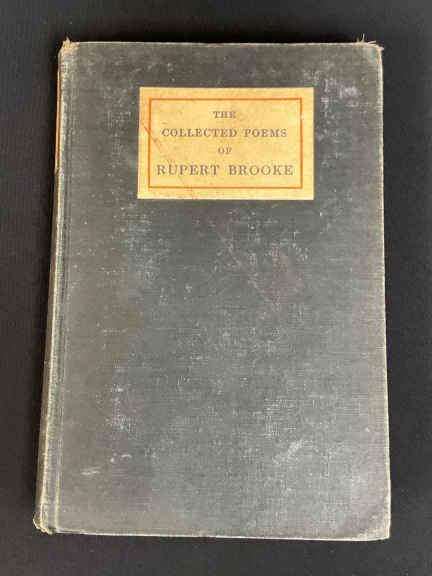 THE
COLLECTED POEMS
OF
RUPERT BROOKE